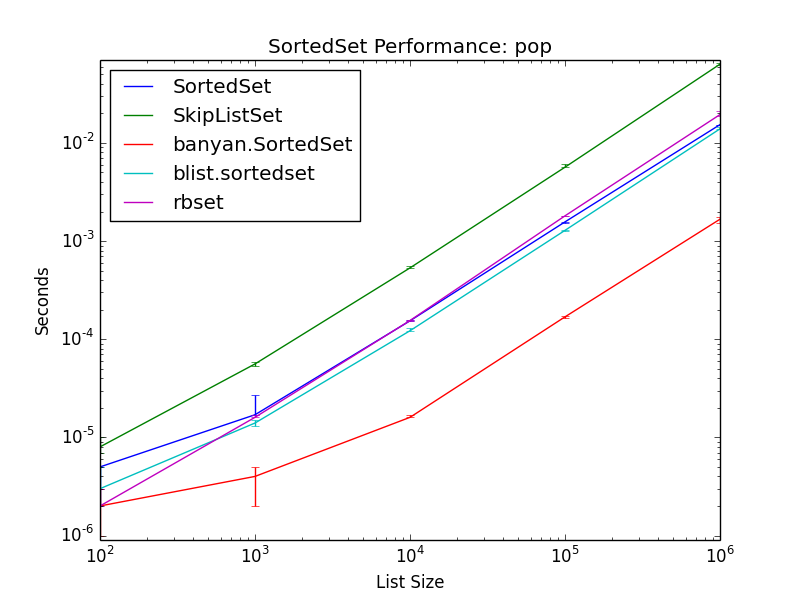 SortedSet Performance: pop
SortedSet
SkipListSet
banyan.SortedSet
blist.sortedset
rbset
10^-2
10^-3
10^-4
10^-5
10^-6
Seconds
10^2 10^3 10^4 10^5 10^6
List Size